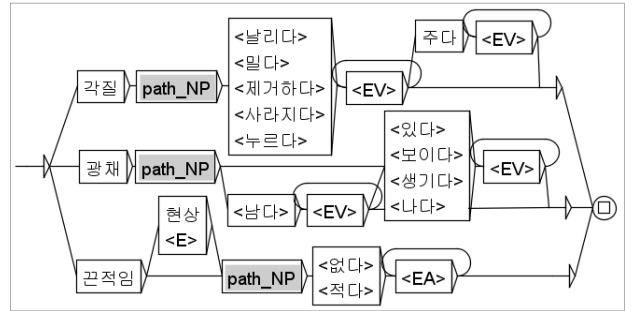 각질 path_NP <날리다> <EV> 주다 <EV>
<밀다>
<제거하다>
<사라지다>
<누르다>
광채 path_NP <남다> <EV> <있다> <EV>
<보이다>
<생기다>
<나다>
끈적임 현상 path_NP <없다> <EA>
<E> <적다>